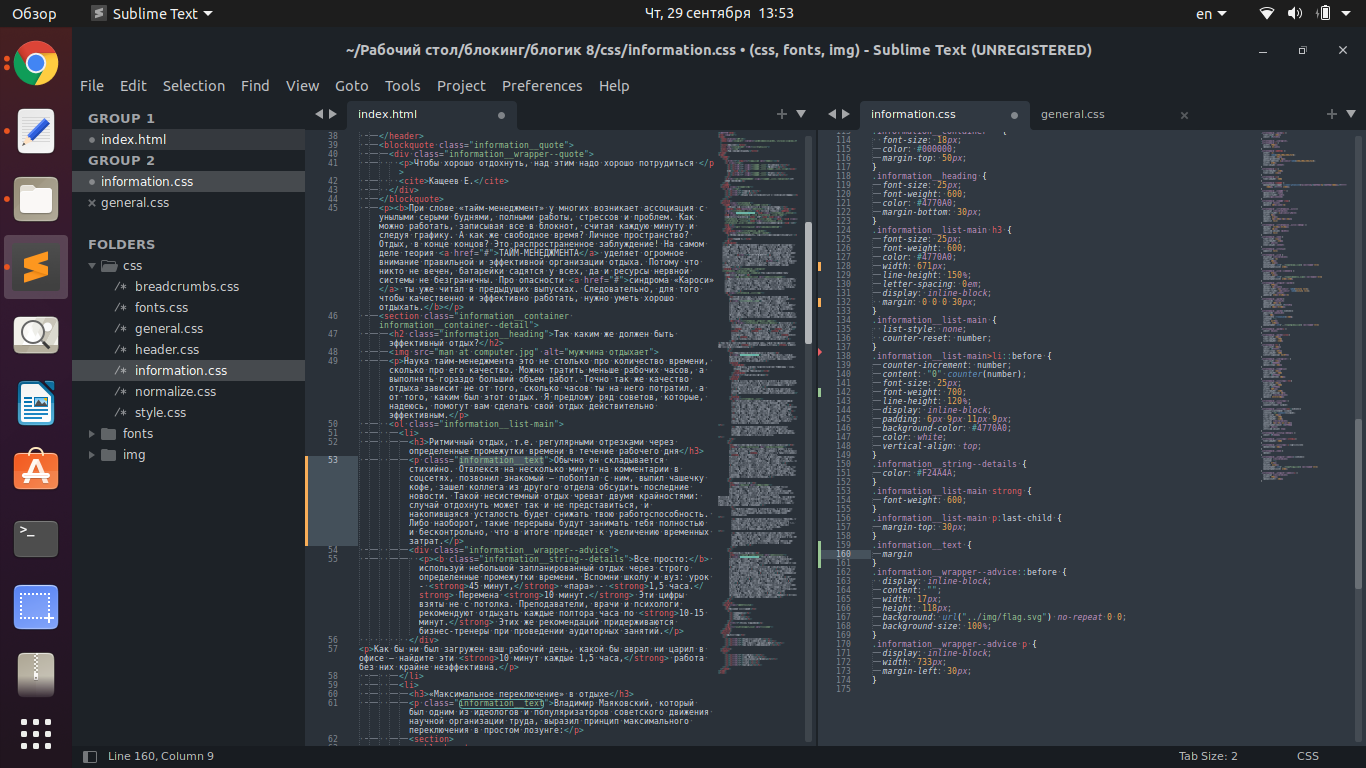 Обзор
Sublime Text
Чт, 29 сентября 13:53
en
~/Рабочий стол/блокинг/блогик 8/css/information.css • (css, fonts, img) - Sublime Text (UNREGISTERED)
File Edit Selection Find View Goto Tools Project Preferences Help
GROUP 1
index.html
GROUP 2
information.css
general.css
FOLDERS
css
/* breadcrumbs.css
/* fonts.css
/* general.css
/* header.css
/* information.css
/* normalize.css
/* style.css
fonts
img
index.html
38 </header>
39 <blockquote class="information__quote">
40 <div class="information__wrapper--quote">
41 <p>Чтобы хорошо отдохнуть, над этим надо хорошо потрудиться </p
>
42 <cite>Кащеев Е.</cite>
43 </div>
44 </blockquote>
45 <p><b>При слове «тайм-менеджмент» у многих возникает ассоциация с
унылыми серыми буднями, полными работы, стрессов и проблем. Как
можно работать, записывая все в блокнот, считая каждую минуту и
следуя графику. А как же свободное время? Личное пространство?
Отдых, в конце концов? Это распространенное заблуждение! На самом
деле теория <a href="#">ТАЙМ-МЕНЕДЖМЕНТА</a> уделяет огромное
внимание правильной и эффективной организации отдыха. Потому что
никто не вечен, батарейки садятся у всех, да и ресурсы нервной
системы не безграничны. Про опасности <a href="#">синдрома «Кароси»
</a> ты уже читал в предыдущих выпусках. Следовательно, для того
чтобы качественно и эффективно работать, нужно уметь хорошо
отдыхать.</b></p>
46 <section class="information__container
information__container--detail">
47 <h2 class="information__heading">Так каким же должен быть
эффективный отдых?</h2>
48 <img src="man at computer.jpg" alt="мужчина отдыхает">
49 <p>Наука тайм-менеджмента это не столько про количество времени,
сколько про его качество. Можно тратить меньше рабочих часов, а
выполнять гораздо больший объем работ. Точно так же качество
отдыха зависит не от того, сколько часов ты на него потратил, а
от того, каким был этот отдых. Я предложу ряд советов, которые,
надеюсь, помогут вам сделать свой отдых действительно
эффективным.</p>
50 <ol class="information__list-main">
51 <li>
52 <h3>Ритмичный отдых, т.е. регулярными отрезками через
определенные промежутки времени в течение рабочего дня</h3>
53 <p class="information__text">Обычно он складывается
стихийно. Отвлекся на несколько минут на комментарии в
соцсетях, позвонил знакомый — поболтал с ним, выпил чашечку
кофе, зашел коллега из другого отдела обсудить последние
новости. Такой несистемный отдых чреват двумя крайностями:
случай отдохнуть может так и не представиться, и
накопившаяся усталость будет снижать твою работоспособность.
Либо наоборот, такие перерывы будут занимать тебя полностью
и бесконтрольно, что в итоге приведет к увеличению временных
затрат.</p>
54 <div class="information__wrapper--advice">
55 <p><b class="information__string--details">Все просто:</b>
используй небольшой запланированный отдых через строго
определенные промежутки времени. Вспомни школу и вуз: урок
- <strong>45 минут,</strong> «пара» - <strong>1,5 часа.</
strong> Перемена <strong>10 минут.</strong> Эти цифры
взяты не с потолка. Преподаватели, врачи и психологи
рекомендуют отдыхать каждые полтора часа по <strong>10-15
минут.</strong> Этих же рекомендаций придерживаются
бизнес-тренеры при проведении аудиторных занятий.</p>
56 </div>
57 <p>Как бы ни был загружен ваш рабочий день, какой бы аврал ни царил в
офисе — найдите эти <strong>10 минут каждые 1,5 часа,</strong> работа
без них крайне неэффективна.</p>
58 </li>
59 <li>
60 <h3>«Максимальное переключение» в отдыхе</h3>
61 <p class="information__text">Владимир Маяковский, который
был одним из идеологов и популяризаторов советского движения
научной организации труда, выразил принцип максимального
переключения в простом лозунге:</p>
62 <section>
information.css
general.css
114 font-size: 18px;
115 color: #000000;
116 margin-top: 50px;
117 }
118 .information__heading {
119 font-size: 25px;
120 font-weight: 600;
121 color: #4770A0;
122 margin-bottom: 30px;
123 }
124 .information__list-main h3 {
125 font-size: 25px;
126 font-weight: 600;
127 color: #4770A0;
128 width: 671px;
129 line-height: 150%;
130 letter-spacing: 0em;
131 display: inline-block;
132 margin: 0 0 0 30px;
133 }
134 .information__list-main {
135 list-style: none;
136 counter-reset: number;
137 }
138 .information__list-main>li::before {
139 counter-increment: number;
140 content: "0" counter(number);
141 font-size: 25px;
142 font-weight: 700;
143 line-height: 120%;
144 display: inline-block;
145 padding: 6px 9px 11px 9px;
146 background-color: #4770A0;
147 color: white;
148 vertical-align: top;
149 }
150 .information__string--details {
151 color: #F24A4A;
152 }
153 .information__list-main strong {
154 font-weight: 600;
155 }
156 .information__list-main p:last-child {
157 margin-top: 30px;
158 }
159 .information__text {
160 margin
161 }
162 .information__wrapper--advice::before {
163 display: inline-block;
164 content: "";
165 width: 17px;
166 height: 118px;
167 background: url("../img/flag.svg") no-repeat 0 0;
168 background-size: 100%;
169 }
170 .information__wrapper--advice p {
171 display: inline-block;
172 width: 733px;
173 margin-left: 30px;
174 }
175
Line 160, Column 9
Tab Size: 2
CSS